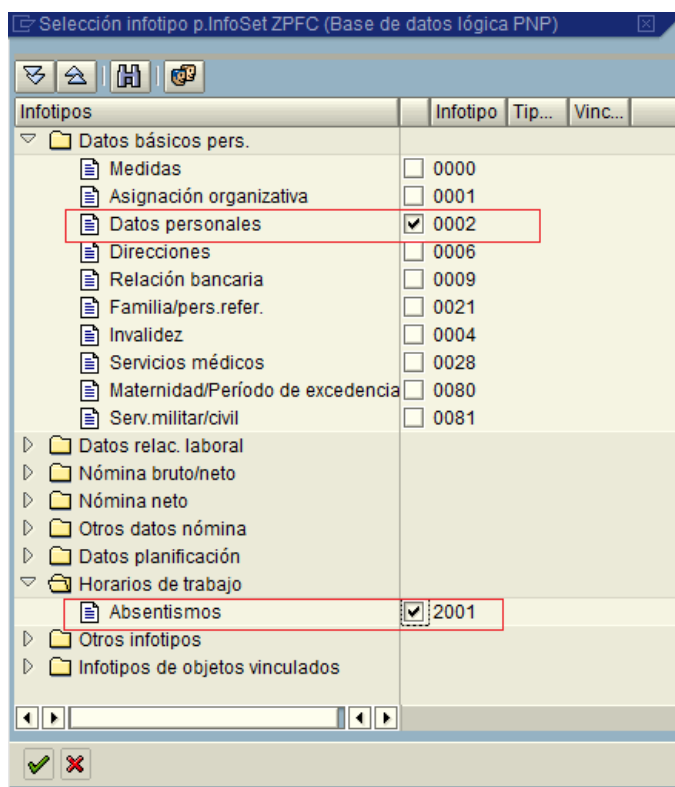 Selección infotipo p.InfoSet ZPFC (Base de datos lógica PNP)
Infotipos Infotipo Tip... Vinc...
Datos básicos pers.
Medidas 0000
Asignación organizativa 0001
Datos personales 0002
Direcciones 0006
Relación bancaria 0009
Familia/pers.refer. 0021
Invalidez 0004
Servicios médicos 0028
Maternidad/Período de excedencia 0080
Serv.militar/civil 0081
Datos relac. laboral
Nómina bruto/neto
Nómina neto
Otros datos nómina
Datos planificación
Horarios de trabajo
Absentismos 2001
Otros infotipos
Infotipos de objetos vinculados